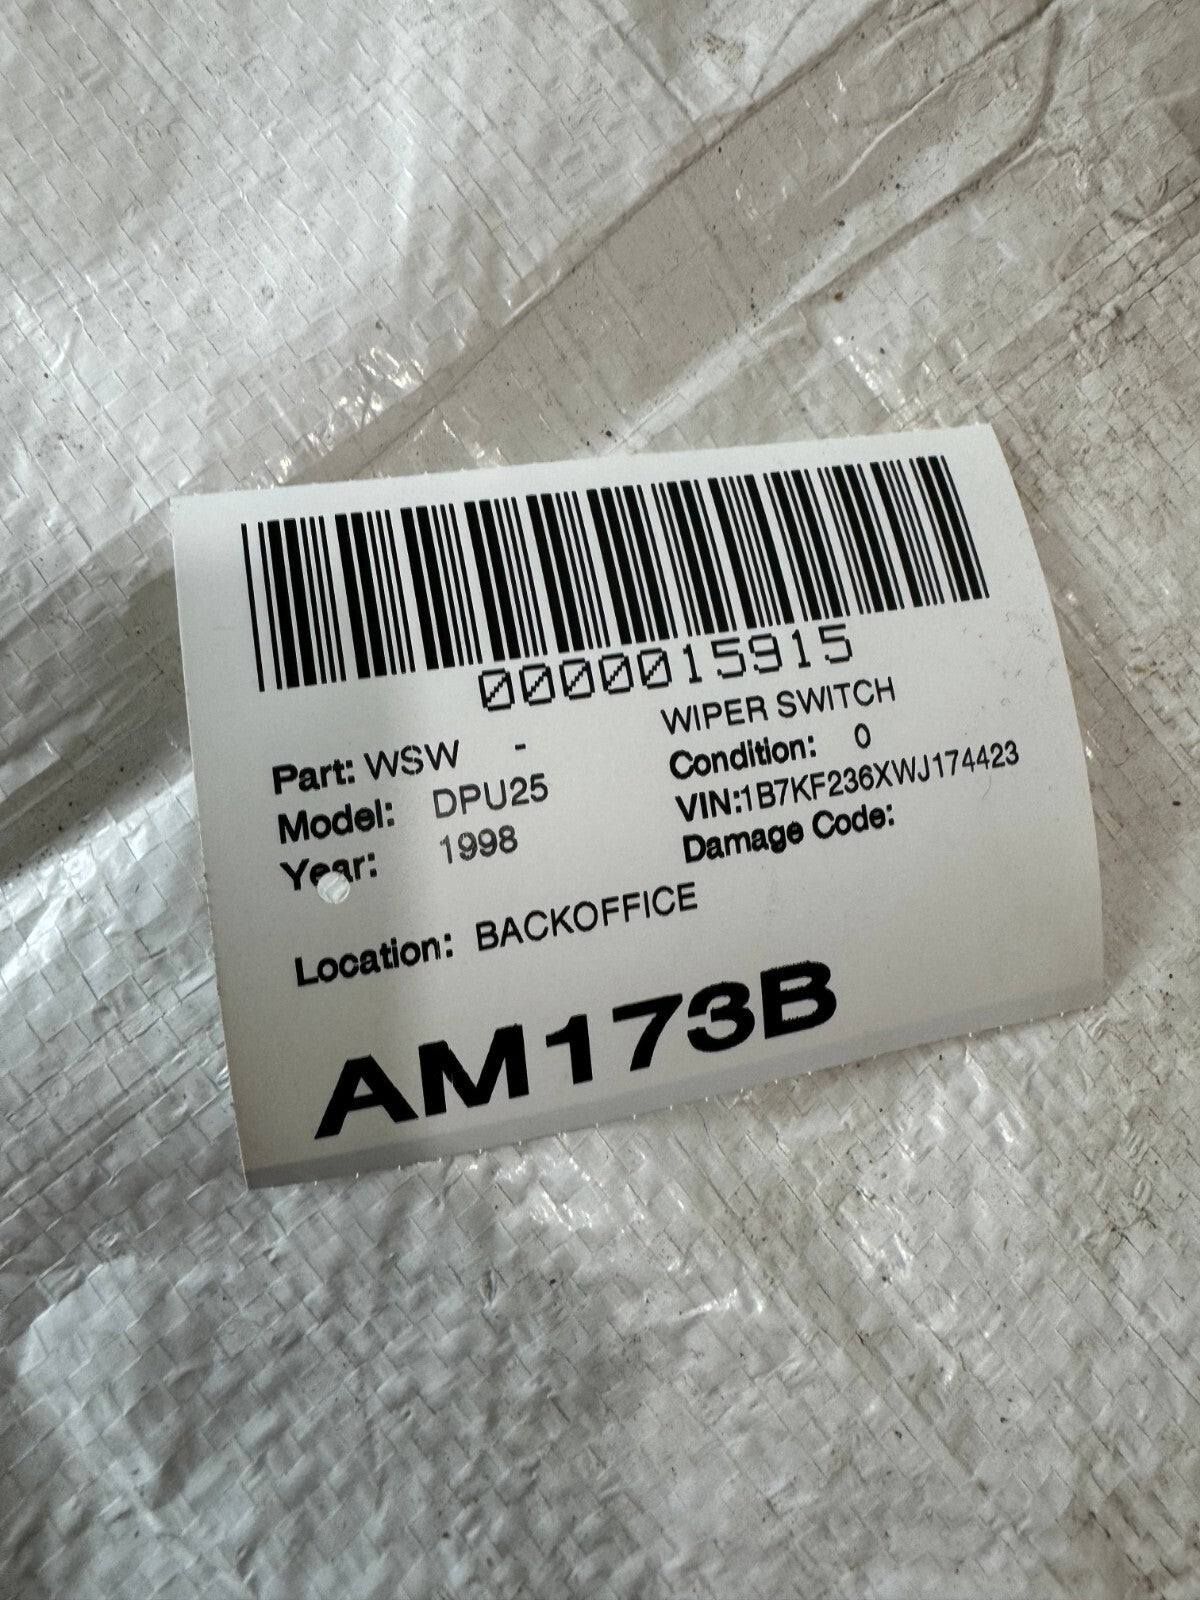 0000015915
WIPER SWITCH
Part: WSW -
Condition: 0
Model: DPU25
VIN:1B7KF236XWJ174423
Year: 1998
Damage Code:
Location: BACKOFFICE
AM173B